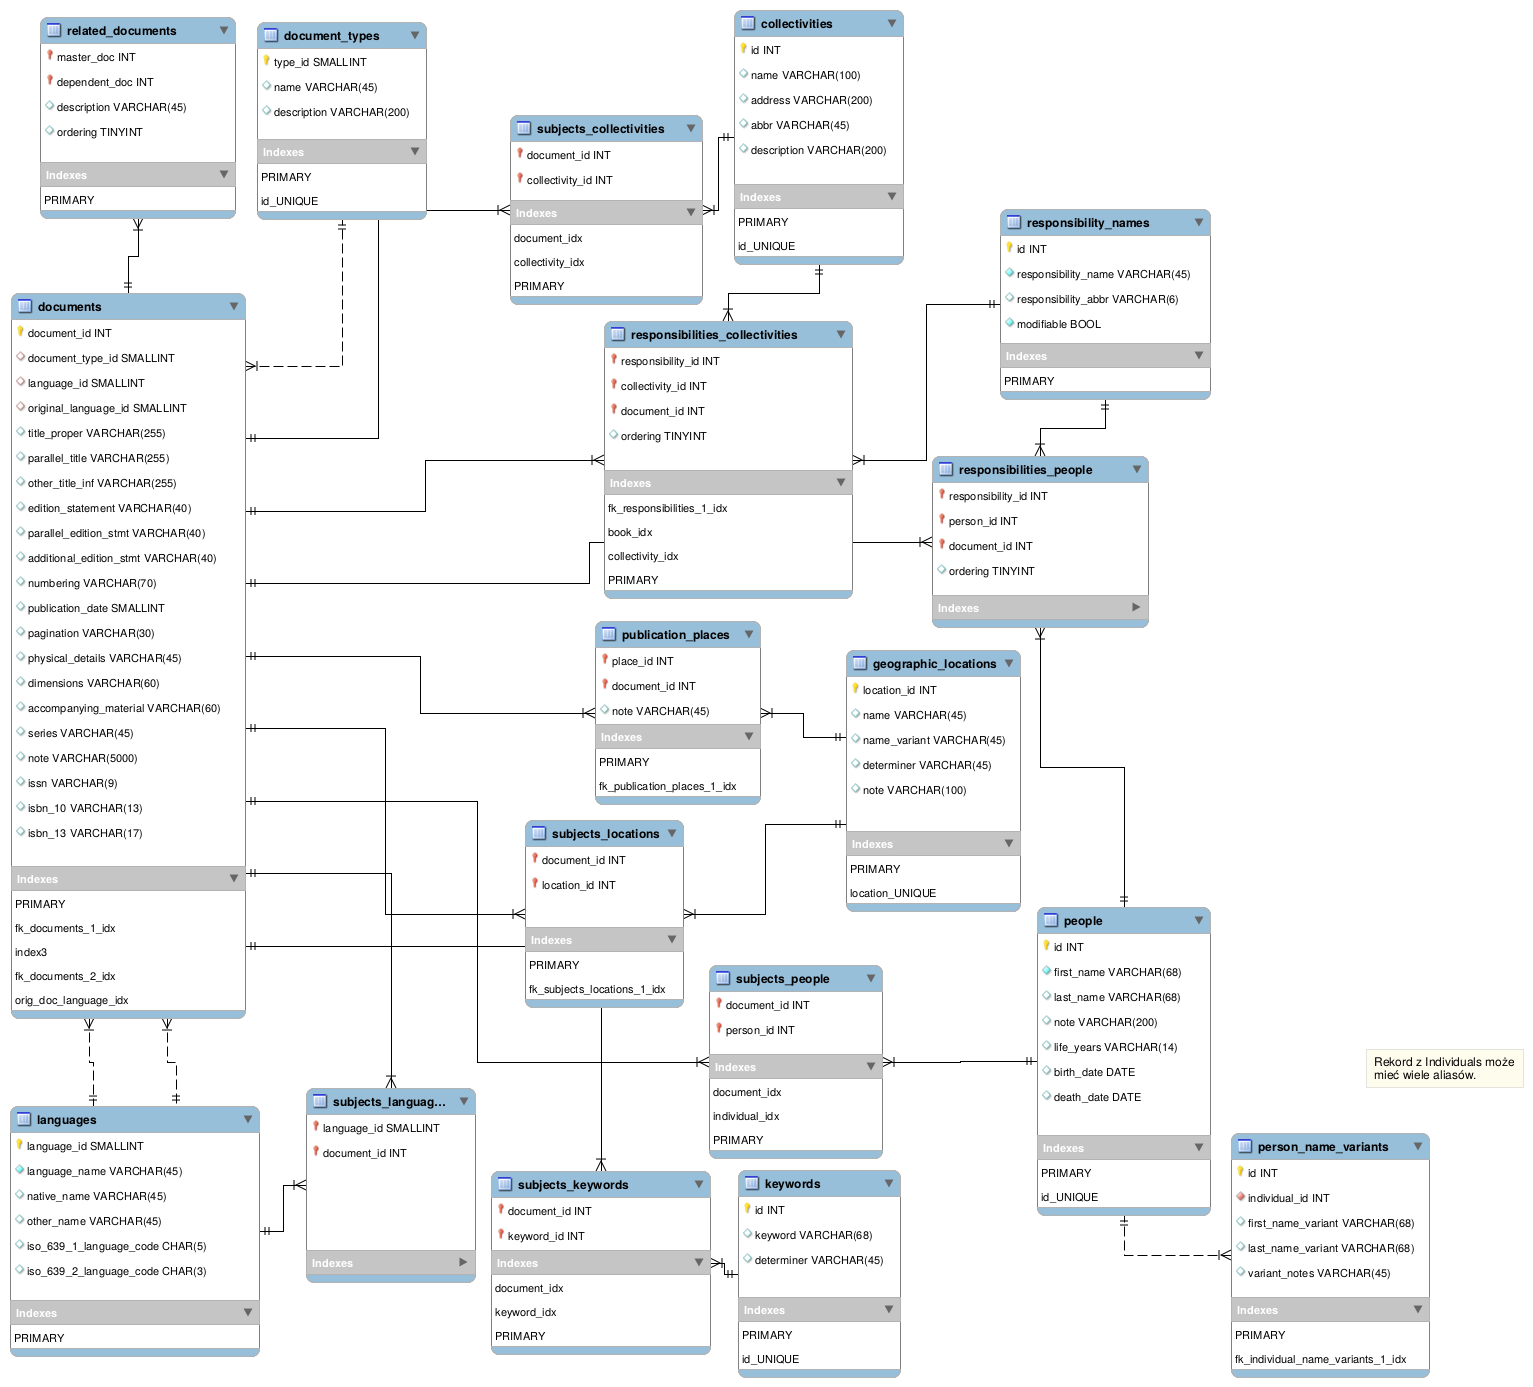 related_documents
master_doc INT
dependent_doc INT
description VARCHAR(45)
ordering TINYINT
Indexes
PRIMARY
document_types
type_id SMALLINT
name VARCHAR(45)
description VARCHAR(200)
Indexes
PRIMARY
id_UNIQUE
subjects_collectivities
document_id INT
collectivity_id INT
Indexes
document_idx
collectivity_idx
PRIMARY
collectivities
id INT
name VARCHAR(100)
address VARCHAR(200)
abbr VARCHAR(45)
description VARCHAR(200)
Indexes
PRIMARY
id_UNIQUE
responsibility_names
id INT
responsibility_name VARCHAR(45)
responsibility_abbr VARCHAR(6)
modifiable BOOL
Indexes
PRIMARY
documents
document_id INT
document_type_id SMALLINT
language_id SMALLINT
original_language_id SMALLINT
title_proper VARCHAR(255)
parallel_title VARCHAR(255)
other_title_inf VARCHAR(255)
edition_statement VARCHAR(40)
parallel_edition_stmt VARCHAR(40)
additional_edition_stmt VARCHAR(40)
numbering VARCHAR(70)
publication_date SMALLINT
pagination VARCHAR(30)
physical_details VARCHAR(45)
dimensions VARCHAR(60)
accompanying_material VARCHAR(60)
series VARCHAR(45)
note VARCHAR(5000)
issn VARCHAR(9)
isbn_10 VARCHAR(13)
isbn_13 VARCHAR(17)
Indexes
PRIMARY
fk_documents_1_idx
index3
fk_documents_2_idx
orig_doc_language_idx
responsibilities_collectivities
responsibility_id INT
collectivity_id INT
document_id INT
ordering TINYINT
Indexes
fk_responsibilities_1_idx
book_idx
collectivity_idx
PRIMARY
responsibilities_people
responsibility_id INT
person_id INT
document_id INT
ordering TINYINT
Indexes
publication_places
place_id INT
document_id INT
note VARCHAR(45)
Indexes
PRIMARY
fk_publication_places_1_idx
geographic_locations
location_id INT
name VARCHAR(45)
name_variant VARCHAR(45)
determiner VARCHAR(45)
note VARCHAR(100)
Indexes
PRIMARY
location_UNIQUE
subjects_locations
document_id INT
location_id INT
Indexes
PRIMARY
fk_subjects_locations_1_idx
people
id INT
first_name VARCHAR(68)
last_name VARCHAR(68)
note VARCHAR(200)
life_years VARCHAR(14)
birth_date DATE
death_date DATE
Indexes
PRIMARY
id_UNIQUE
subjects_people
document_id INT
person_id INT
Indexes
document_idx
individual_idx
PRIMARY
Rekord z Individuals może
mieć wiele aliasów.
languages
language_id SMALLINT
language_name VARCHAR(45)
native_name VARCHAR(45)
other_name VARCHAR(45)
iso_639_1_language_code CHAR(5)
iso_639_2_language_code CHAR(3)
Indexes
PRIMARY
subjects_languag...
language_id SMALLINT
document_id INT
Indexes
subjects_keywords
document_id INT
keyword_id INT
Indexes
document_idx
keyword_idx
PRIMARY
keywords
id INT
keyword VARCHAR(68)
determiner VARCHAR(45)
Indexes
PRIMARY
id_UNIQUE
person_name_variants
id INT
individual_id INT
first_name_variant VARCHAR(68)
last_name_variant VARCHAR(68)
variant_notes VARCHAR(45)
Indexes
PRIMARY
fk_individual_name_variants_1_idx